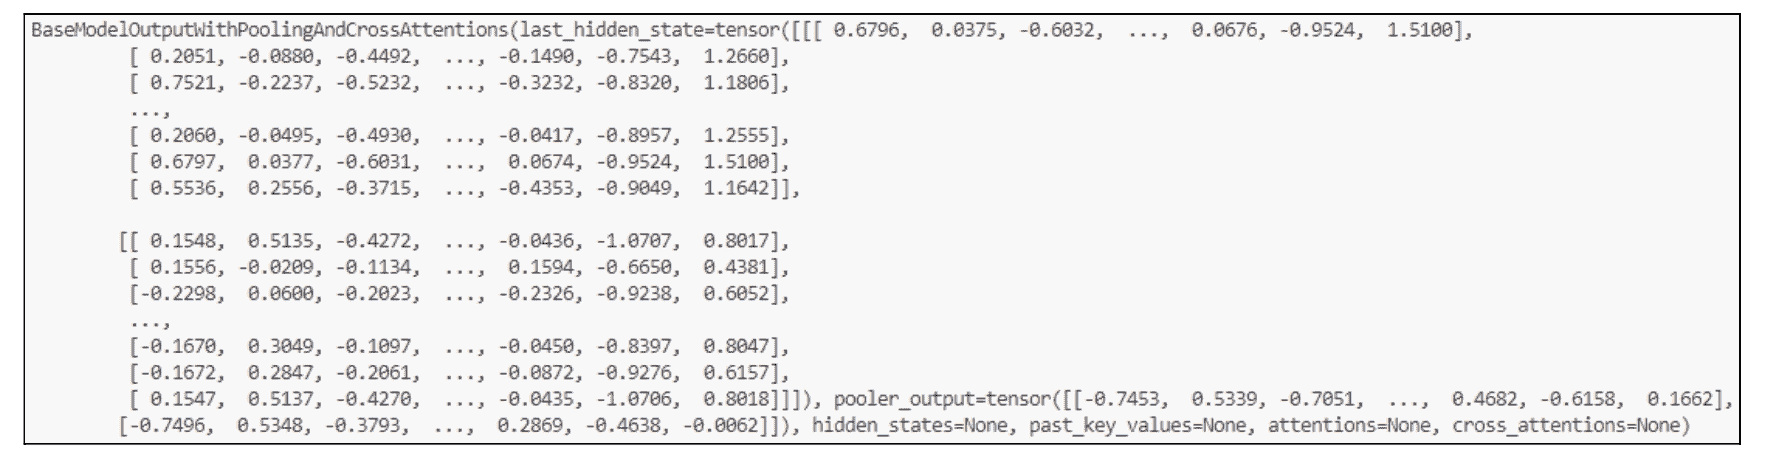 BaseModelOutputWithPoolingAndCrossAttentions(last_hidden_state=tensor([[[ 0.6796,  0.0375, -0.6032,  ...,  0.0676, -0.9524,  1.5100],
         [ 0.2051, -0.0880, -0.4492,  ..., -0.1490, -0.7543,  1.2660],
         [ 0.7521, -0.2237, -0.5232,  ..., -0.3232, -0.8320,  1.1806],
         ...,
         [ 0.2060, -0.0495, -0.4930,  ..., -0.0417, -0.8957,  1.2555],
         [ 0.6797,  0.0377, -0.6031,  ...,  0.0674, -0.9524,  1.5100],
         [ 0.5536,  0.2556, -0.3715,  ..., -0.4353, -0.9049,  1.1642]],

        [[ 0.1548,  0.5135, -0.4272,  ..., -0.0436, -1.0707,  0.8017],
         [ 0.1556, -0.0209, -0.1134,  ...,  0.1594, -0.6650,  0.4381],
         [-0.2298,  0.0600, -0.2023,  ..., -0.2326, -0.9238,  0.6052],
         ...,
         [-0.1670,  0.3049, -0.1097,  ..., -0.0450, -0.8397,  0.8047],
         [-0.1672,  0.2847, -0.2061,  ..., -0.0872, -0.9276,  0.6157],
         [ 0.1547,  0.5137, -0.4270,  ..., -0.0435, -1.0706,  0.8018]]]), pooler_output=tensor([[-0.7453,  0.5339, -0.7051,  ...,  0.4682, -0.6158,  0.1662],
        [-0.7496,  0.5348, -0.3793,  ...,  0.2869, -0.4638, -0.0062]]), hidden_states=None, past_key_values=None, attentions=None, cross_attentions=None)